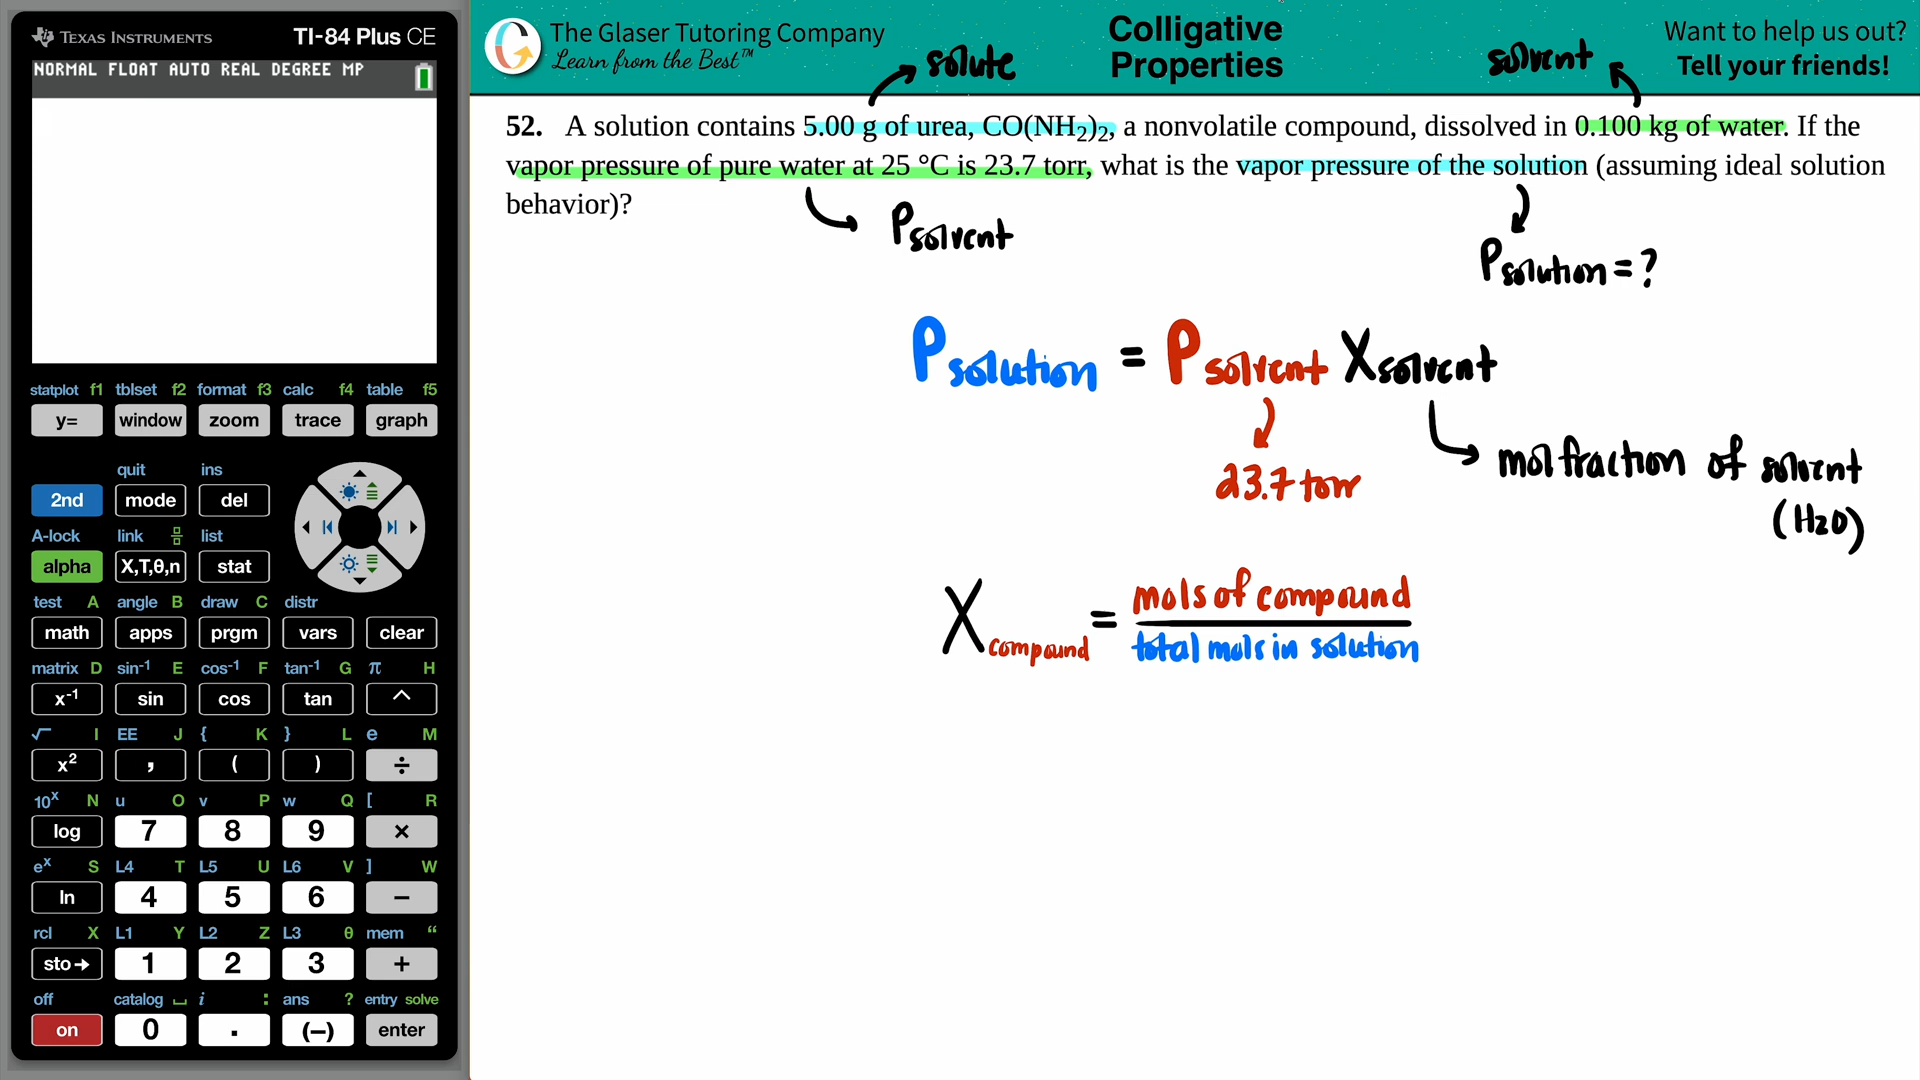 TEXAS INSTRUMENTS TI-84 Plus CE
NORMAL FLOAT AUTO REAL DEGREE MP
statplot f1 tblset f2 format f3 calc f4 table f5
y= window zoom trace graph
quit ins
2nd mode del
A-lock link list
alpha X,T,θ,n stat
test A angle B draw C distr
math apps prgm vars clear
matrix D sin⁻¹ E cos⁻¹ F tan⁻¹ G π H
x⁻¹ sin cos tan ^
√ I EE J { K } L e M
x² , ( ) ÷
10ˣ N u O v P w Q [ R
log 7 8 9 ×
eˣ S L4 T L5 U L6 V ] W
ln 4 5 6 −
rcl X L1 Y L2 Z L3 θ mem “
sto→ 1 2 3 +
off catalog ⎵ i : ans ? entry solve
on 0 . (−) enter
The Glaser Tutoring Company
Learn from the Best™
Colligative
Properties
Want to help us out?
Tell your friends!
solute
solvent
52. A solution contains 5.00 g of urea, CO(NH₂)₂, a nonvolatile compound, dissolved in 0.100 kg of water. If the
vapor pressure of pure water at 25 °C is 23.7 torr, what is the vapor pressure of the solution (assuming ideal solution
behavior)?
Psolvent
Psolution = ?
Psolution = Psolvent Xsolvent
23.7 torr
mol fraction of solvent
(H2O)
Xcompound = mols of compound
total mols in solution